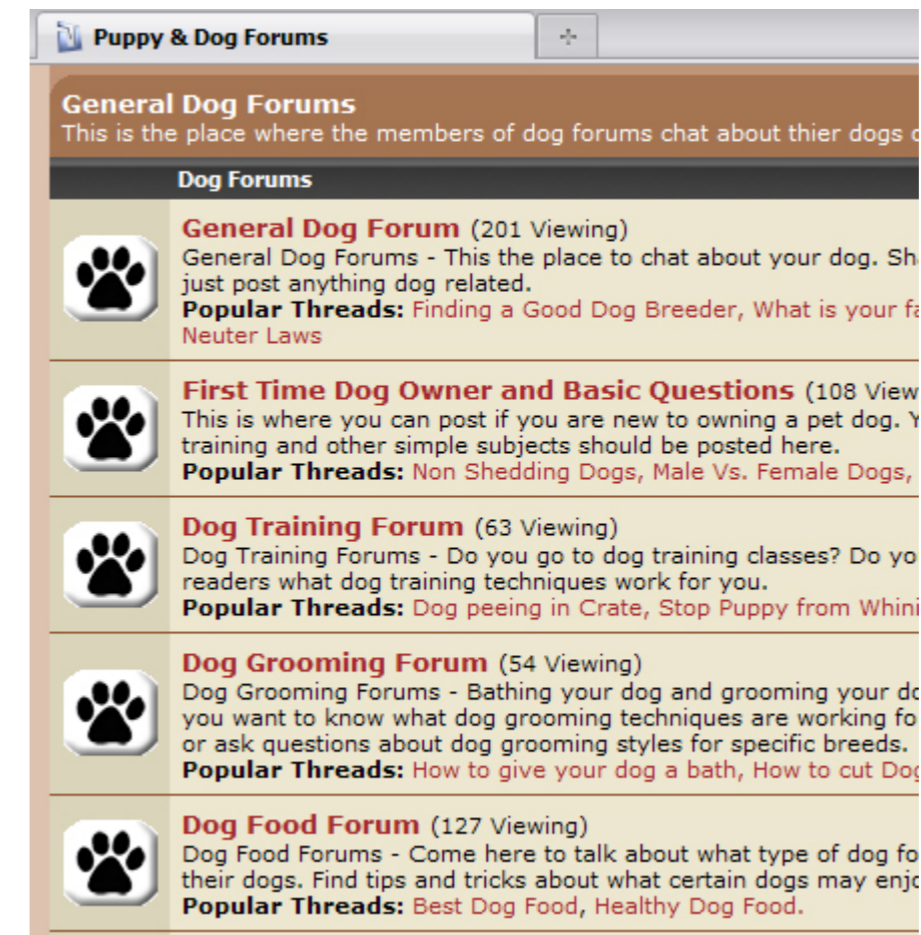 Puppy & Dog Forums
General Dog Forums
This is the place where the members of dog forums chat about thier dogs
Dog Forums
General Dog Forum (201 Viewing)
General Dog Forums - This the place to chat about your dog.
just post anything dog related.
Popular Threads: Finding a Good Dog Breeder, What is your
Neuter Laws
First Time Dog Owner and Basic Questions (108 View
This is where you can post if you are new to owning a pet dog.
training and other simple subjects should be posted here.
Popular Threads: Non Shedding Dogs, Male Vs. Female Dogs,
Dog Training Forum (63 Viewing)
Dog Training Forums - Do you go to dog training classes? Do yo
readers what dog training techniques work for you.
Popular Threads: Dog peeing in Crate, Stop Puppy from Whini
Dog Grooming Forum (54 Viewing)
Dog Grooming Forums - Bathing your dog and grooming your do
you want to know what dog grooming techniques are working fo
or ask questions about dog grooming styles for specific breeds.
Popular Threads: How to give your dog a bath, How to cut Dog
Dog Food Forum (127 Viewing)
Dog Food Forums - Come here to talk about what type of dog fo
their dogs. Find tips and tricks about what certain dogs may enjo
Popular Threads: Best Dog Food, Healthy Dog Food.